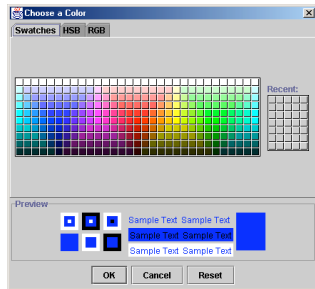 Choose a Color
Swatches HSB RGB
Recent:
Preview
Sample Text Sample Text
Sample Text Sample Text
Sample Text Sample Text
OK Cancel Reset